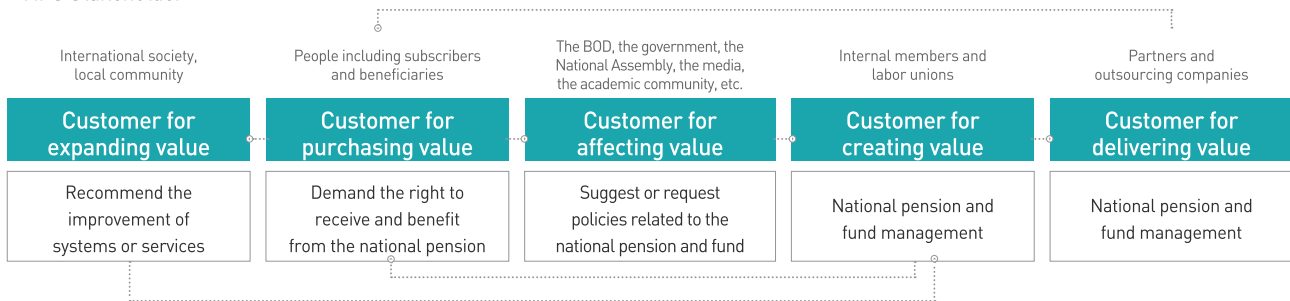 International society,
local community
Customer for
expanding value
Recommend the
improvement of
systems or services
People including subscribers
and beneficiaries
Customer for
purchasing value
Demand the right to
receive and benefit
from the national pension
The BOD, the government, the
National Assembly, the media,
the academic community, etc.
Customer for
affecting value
Suggest or request
policies related to the
national pension and fund
Internal members and
labor unions
Customer for
creating value
National pension and
fund management
Partners and
outsourcing companies
Customer for
delivering value
National pension and
fund management